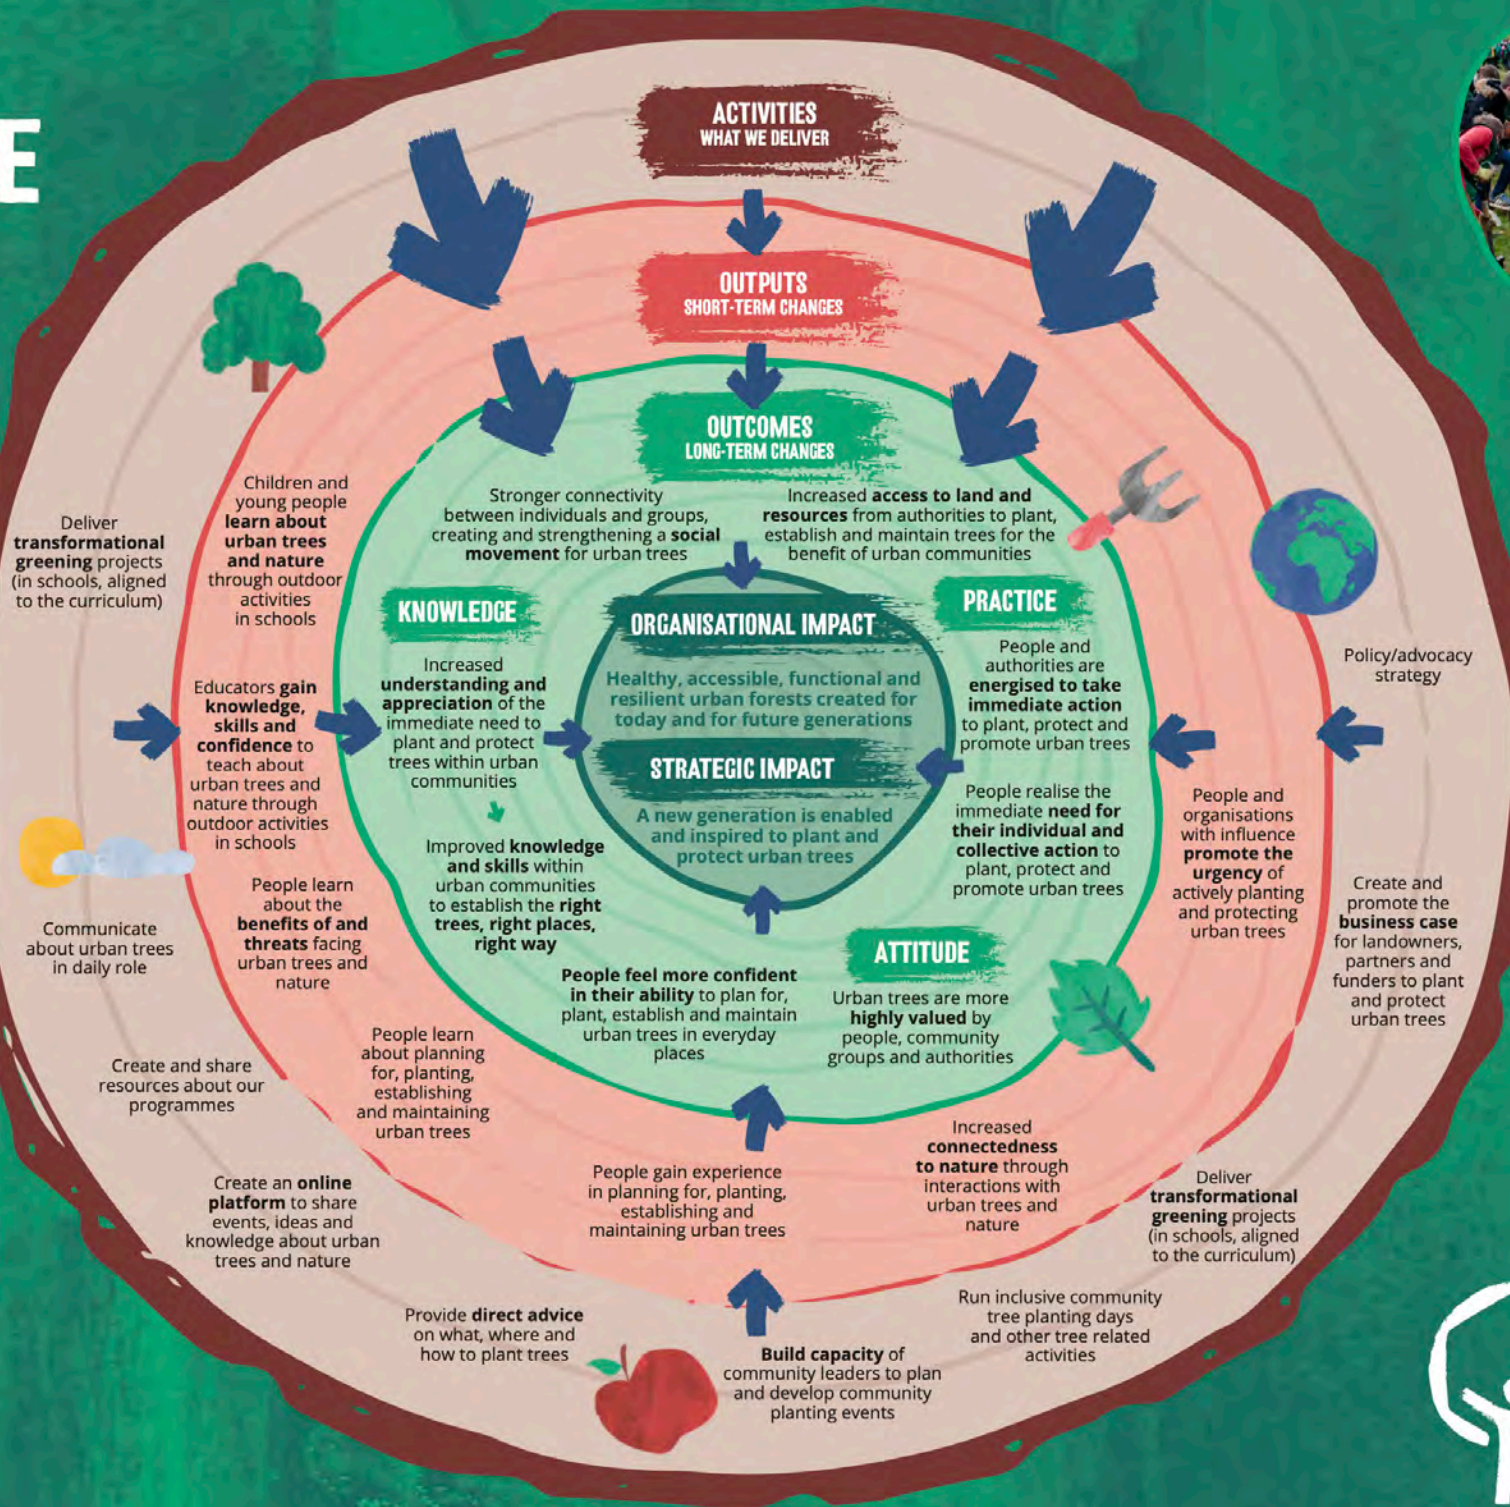 E
ACTIVITIES
WHAT WE DELIVER
OUTPUTS
SHORT-TERM CHANGES
OUTCOMES
LONG-TERM CHANGES
Stronger connectivity
between individuals and groups,
creating and strengthening a social
movement for urban trees
Increased access to land and
resources from authorities to plant,
establish and maintain trees for the
benefit of urban communities
KNOWLEDGE
Increased
understanding and
appreciation of the
immediate need to
plant and protect
trees within urban
communities
Improved knowledge
and skills within
urban communities
to establish the right
trees, right places,
right way
People feel more confident
in their ability to plan for,
plant, establish and maintain
urban trees in everyday
places
ORGANISATIONAL IMPACT
Healthy, accessible, functional and
resilient urban forests created for
today and for future generations
STRATEGIC IMPACT
A new generation is enabled
and inspired to plant and
protect urban trees
PRACTICE
People and
authorities are
energised to take
immediate action
to plant, protect and
promote urban trees
People realise the
immediate need for
their individual and
collective action to
plant, protect and
promote urban trees
ATTITUDE
Urban trees are more
highly valued by
people, community
groups and authorities
Children and
young people
learn about
urban trees
and nature
through outdoor
activities
in schools
Educators gain
knowledge,
skills and
confidence to
teach about
urban trees and
nature through
outdoor activities
in schools
People learn
about the
benefits of and
threats facing
urban trees and
nature
People learn
about planning
for, planting,
establishing
and maintaining
urban trees
People gain experience
in planning for, planting,
establishing and
maintaining urban trees
Increased
connectedness
to nature through
interactions with
urban trees and
nature
People and
organisations
with influence
promote the
urgency of
actively planting
and protecting
urban trees
Deliver
transformational
greening projects
(in schools, aligned
to the curriculum)
Communicate
about urban trees
in daily role
Create and share
resources about our
programmes
Create an online
platform to share
events, ideas and
knowledge about urban
trees and nature
Provide direct advice
on what, where and
how to plant trees
Build capacity of
community leaders to plan
and develop community
planting events
Run inclusive community
tree planting days
and other tree related
activities
Deliver
transformational
greening projects
(in schools, aligned
to the curriculum)
Create and
promote the
business case
for landowners,
partners and
funders to plant
and protect
urban trees
Policy/advocacy
strategy